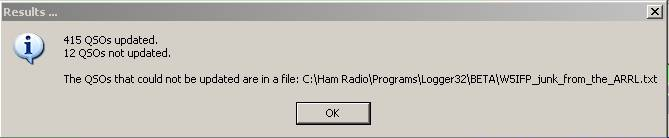 Results ...
415 QSOs updated.
12 QSOs not updated.
The QSOs that could not be updated are in a file: C:\Ham Radio\Programs\Logger32\BETA\W5IFP_junk_from_the_ARRL.txt
OK